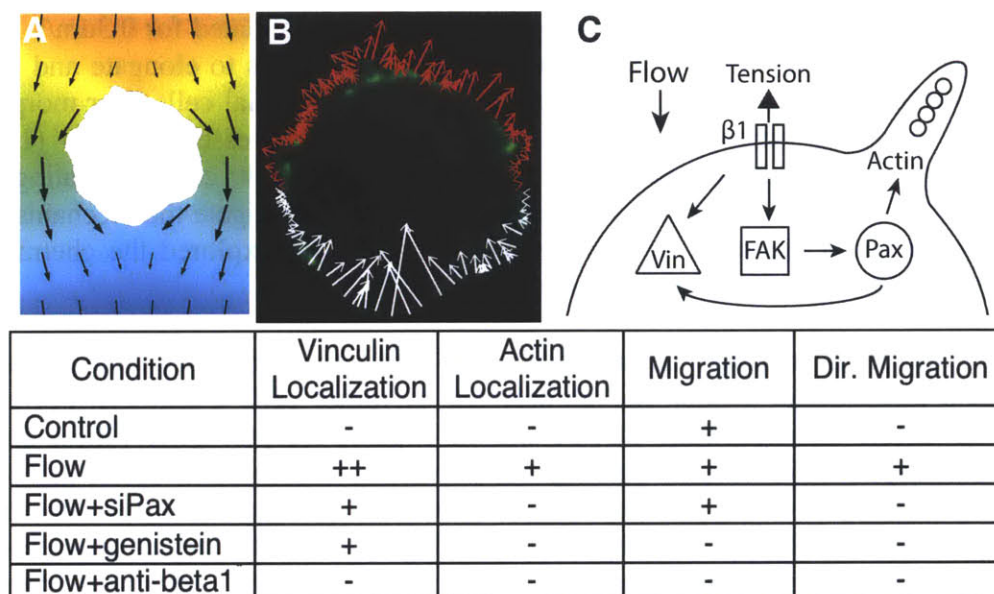 A
B
C
Flow
Tension
β1
Actin
Vin
FAK
Pax
Condition
Vinculin Localization
Actin Localization
Migration
Dir. Migration
Control - - + -
Flow ++ + + +
Flow+siPax + - + -
Flow+genistein + - - -
Flow+anti-beta1 - - - -